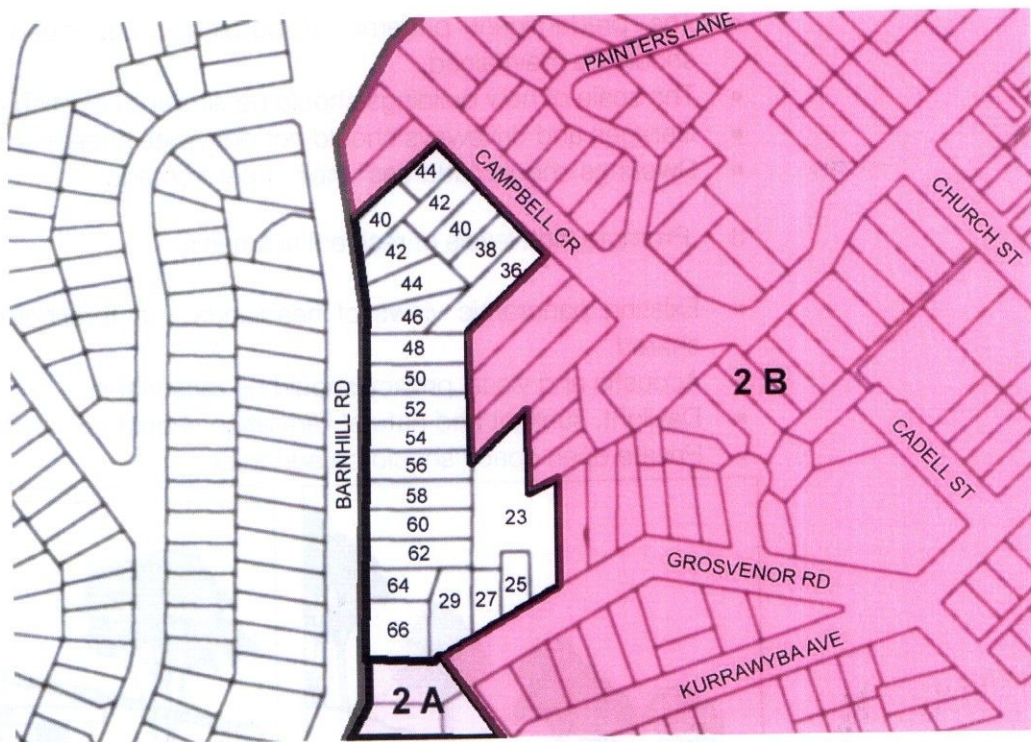 PAINTERS LANE
CAMPBELL CR
CHURCH ST
44
42
40
40
38
42
36
44
46
48
50
2 B
52
54
CADELL ST
BARNHILL RD
56
58
23
60
62
GROSVENOR RD
64
29
27
25
66
KURRAWYBA AVE
2 A